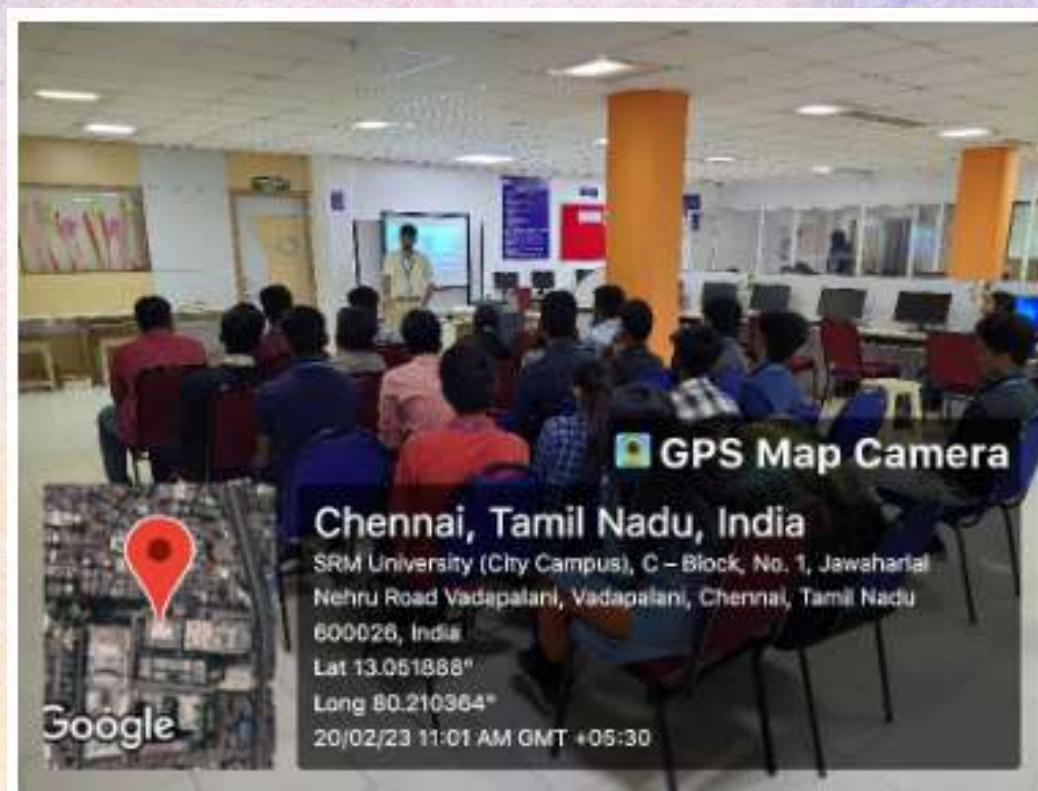 GPS Map Camera
Chennai, Tamil Nadu, India
SRM University (City Campus), C – Block, No. 1, Jawaharlal
Nehru Road Vadapalani, Vadapalani, Chennai, Tamil Nadu
600026, India
Lat 13.051888°
Long 80.210364°
20/02/23 11:01 AM GMT +05:30
Google